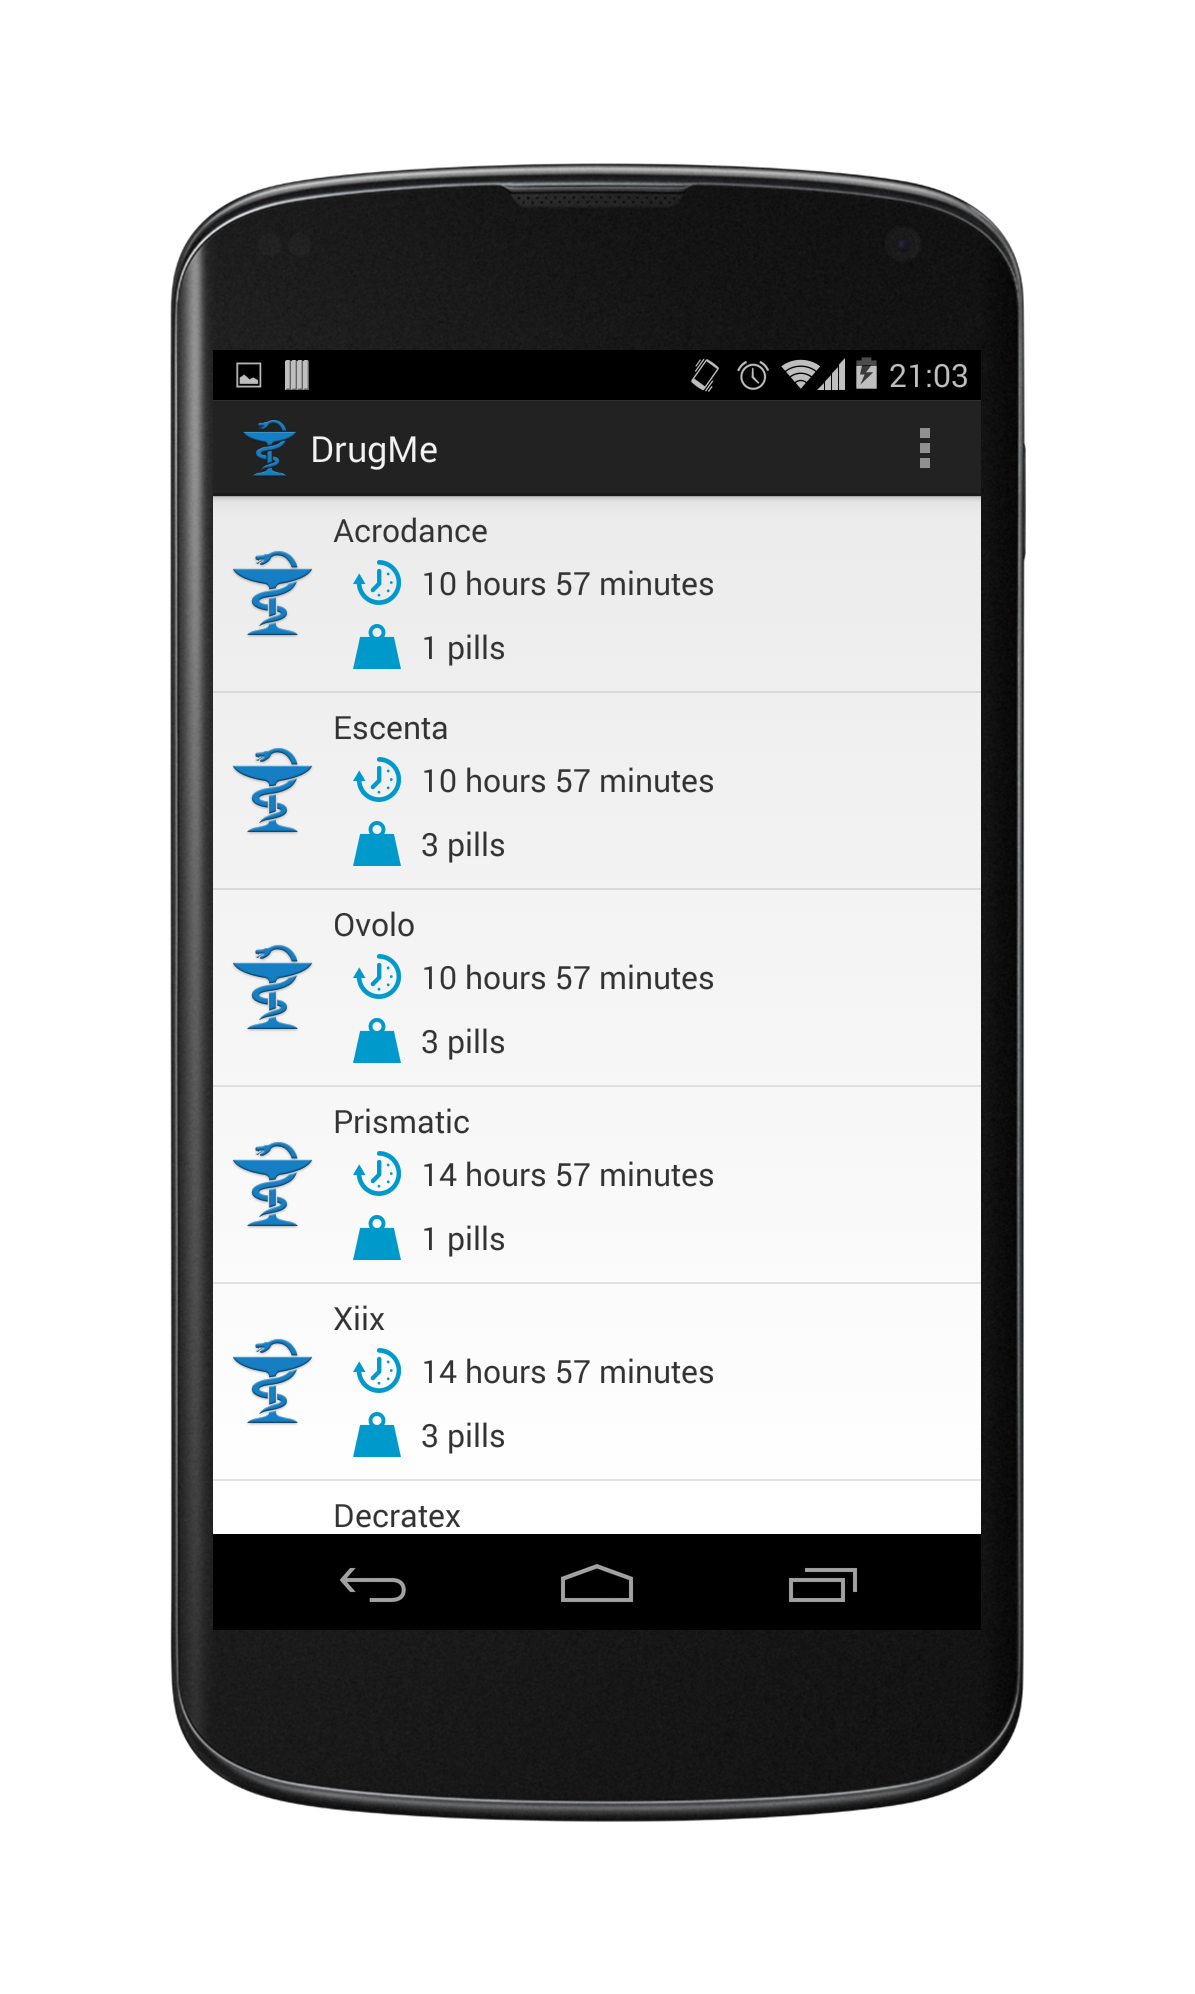 21:03
DrugMe
Acrodance
10 hours 57 minutes
1 pills
Escenta
10 hours 57 minutes
3 pills
Ovolo
10 hours 57 minutes
3 pills
Prismatic
14 hours 57 minutes
1 pills
Xiix
14 hours 57 minutes
3 pills
Decratex